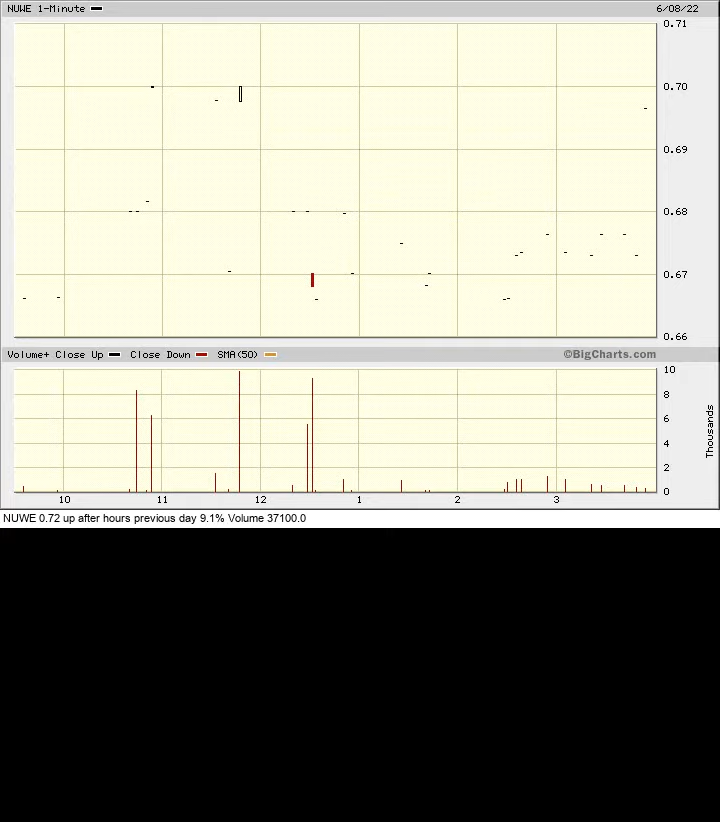 NUWE 1-Minute 6/08/22
0.71
0.70
0.69
0.68
0.67
0.66
Volume+ Close Up Close Down SMA(50) ©BigCharts.com
10
8
6
4
2
0
Thousands
10 11 12 1 2 3
NUWE 0.72 up after hours previous day 9.1% Volume 37100.0